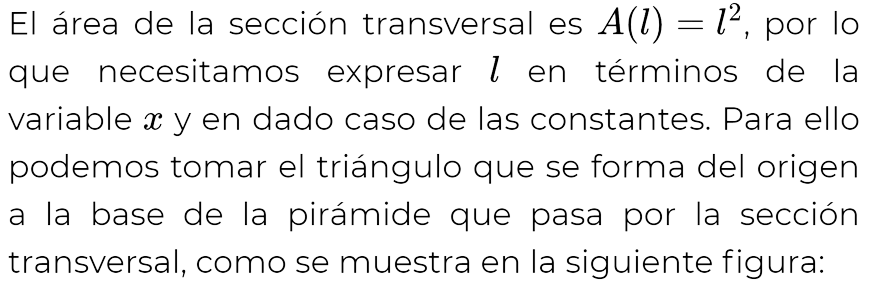 El área de la sección transversal es $A(l) = l^2$, por lo
que necesitamos expresar $l$ en términos de la
variable $x$ y en dado caso de las constantes. Para ello
podemos tomar el triángulo que se forma del origen
a la base de la pirámide que pasa por la sección
transversal, como se muestra en la siguiente figura: